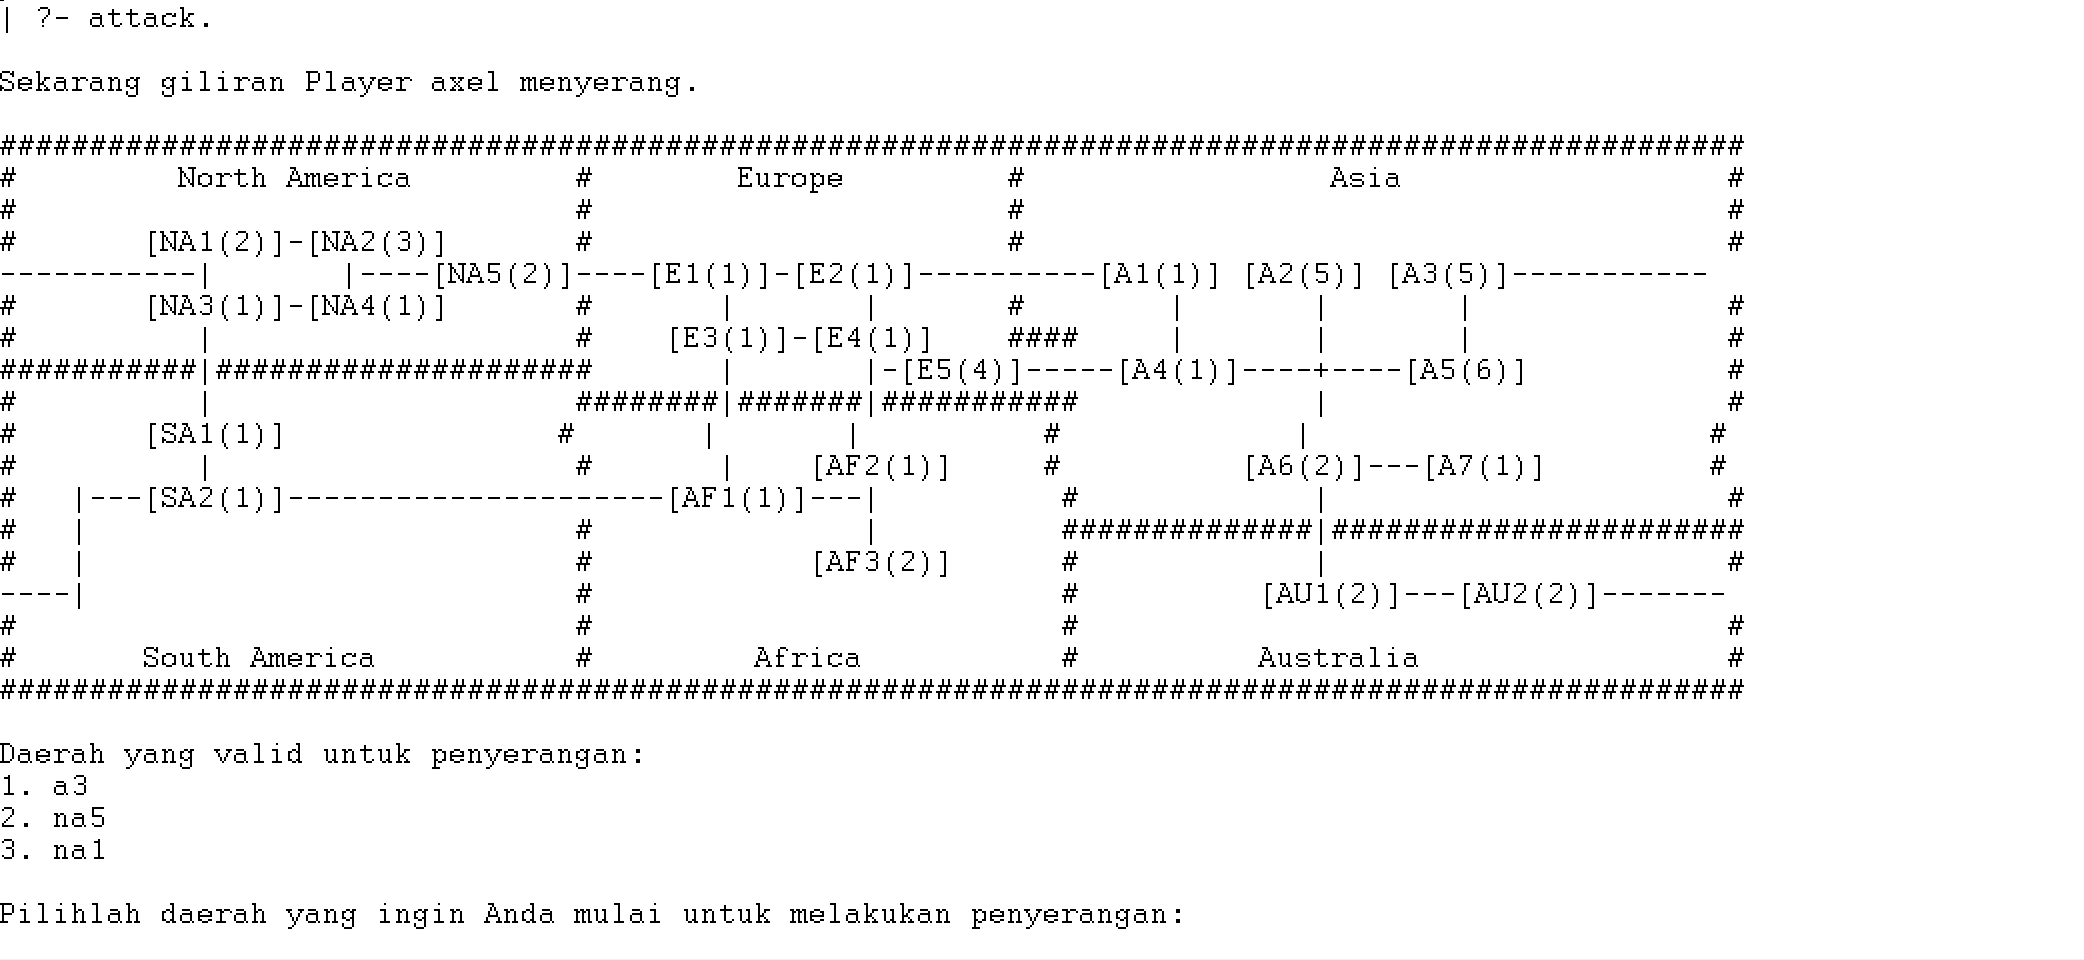 | ?- attack.
Sekarang giliran Player axel menyerang.
#################################################################################################
#         North America         #        Europe         #                 Asia                  #
#                               #                       #                                       #
#       [NA1(2)]-[NA2(3)]       #                       #                                       #
-----------|       |----[NA5(2)]----[E1(1)]-[E2(1)]----------[A1(1)] [A2(5)] [A3(5)]-----------
#       [NA3(1)]-[NA4(1)]       #       |       |       #        |       |       |              #
#          |                    #    [E3(1)]-[E4(1)]    ####     |       |       |              #
###########|#####################       |       |-[E5(4)]-----[A4(1)]----+----[A5(6)]           #
#          |                    ########|#######|###########             |                      #
#       [SA1(1)]               #       |       |          #             |                      #
#          |                    #       |    [AF2(1)]     #          [A6(2)]---[A7(1)]         #
#   |---[SA2(1)]---------------------[AF1(1)]---|          #             |                      #
#   |                           #               |          ##############|#######################
#   |                           #            [AF3(2)]      #             |                      #
----|                           #                          #          [AU1(2)]---[AU2(2)]-------
#                               #                          #                                    #
#       South America           #         Africa           #          Australia                 #
#################################################################################################
Daerah yang valid untuk penyerangan:
1. a3
2. na5
3. na1
Pilihlah daerah yang ingin Anda mulai untuk melakukan penyerangan: